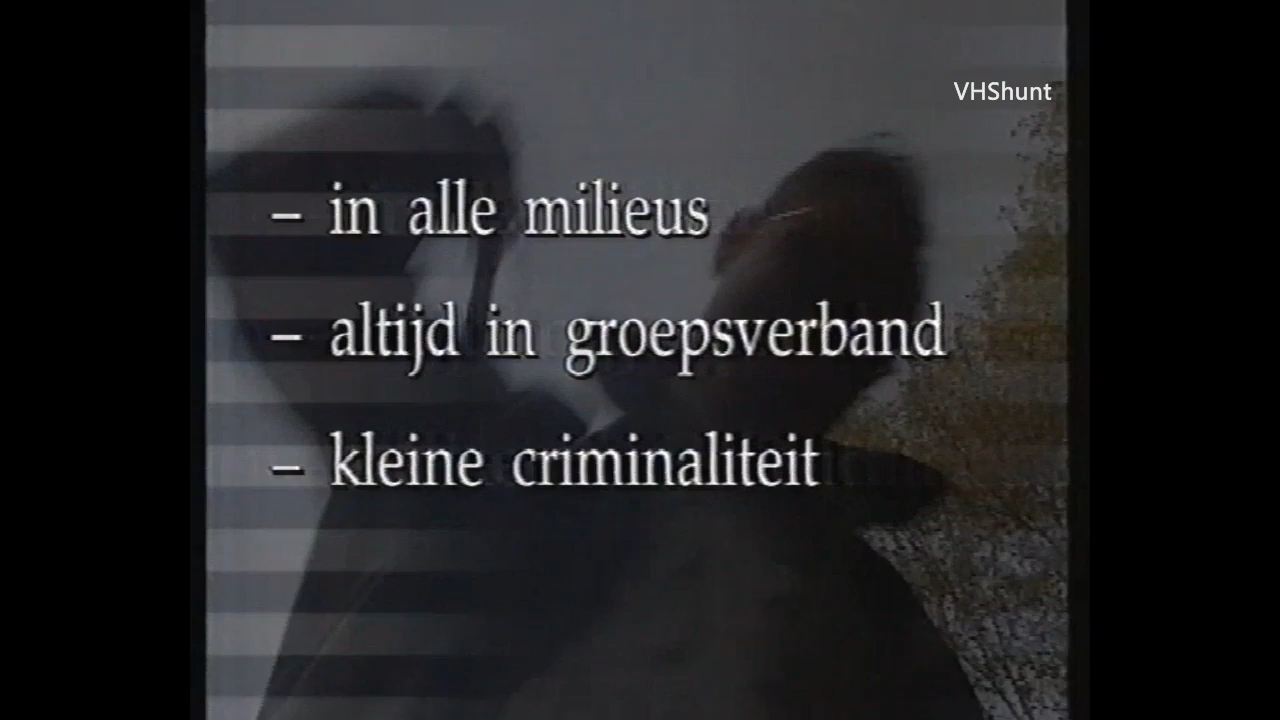 VHShunt
– in alle milieus
– altijd in groepsverband
– kleine criminaliteit